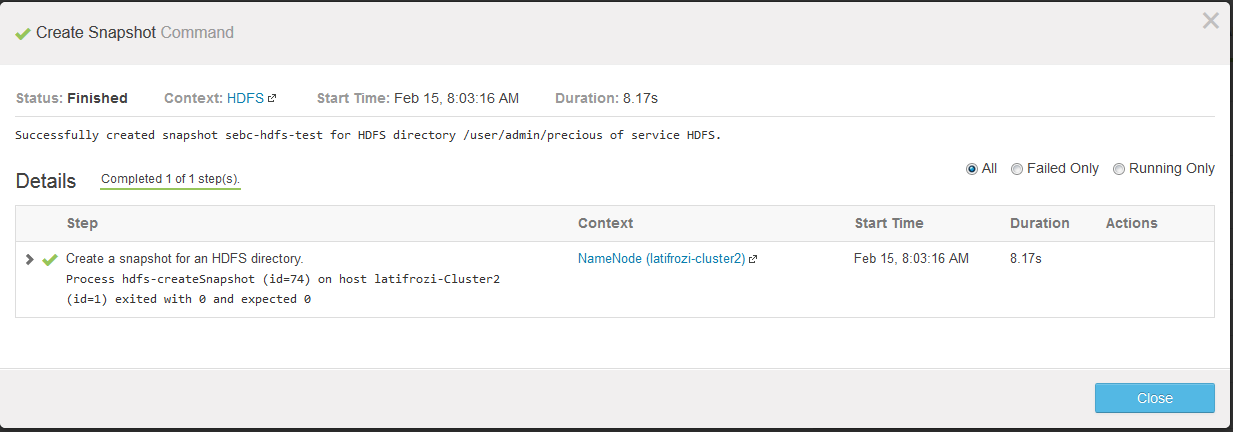 Create Snapshot Command
Status: Finished Context: HDFS Start Time: Feb 15, 8:03:16 AM Duration: 8.17s
Successfully created snapshot sebc-hdfs-test for HDFS directory /user/admin/precious of service HDFS.
Details Completed 1 of 1 step(s). All Failed Only Running Only
Step Context Start Time Duration Actions
Create a snapshot for an HDFS directory. NameNode (latifrozi-cluster2) Feb 15, 8:03:16 AM 8.17s
Process hdfs-createSnapshot (id=74) on host latifrozi-Cluster2
(id=1) exited with 0 and expected 0
Close